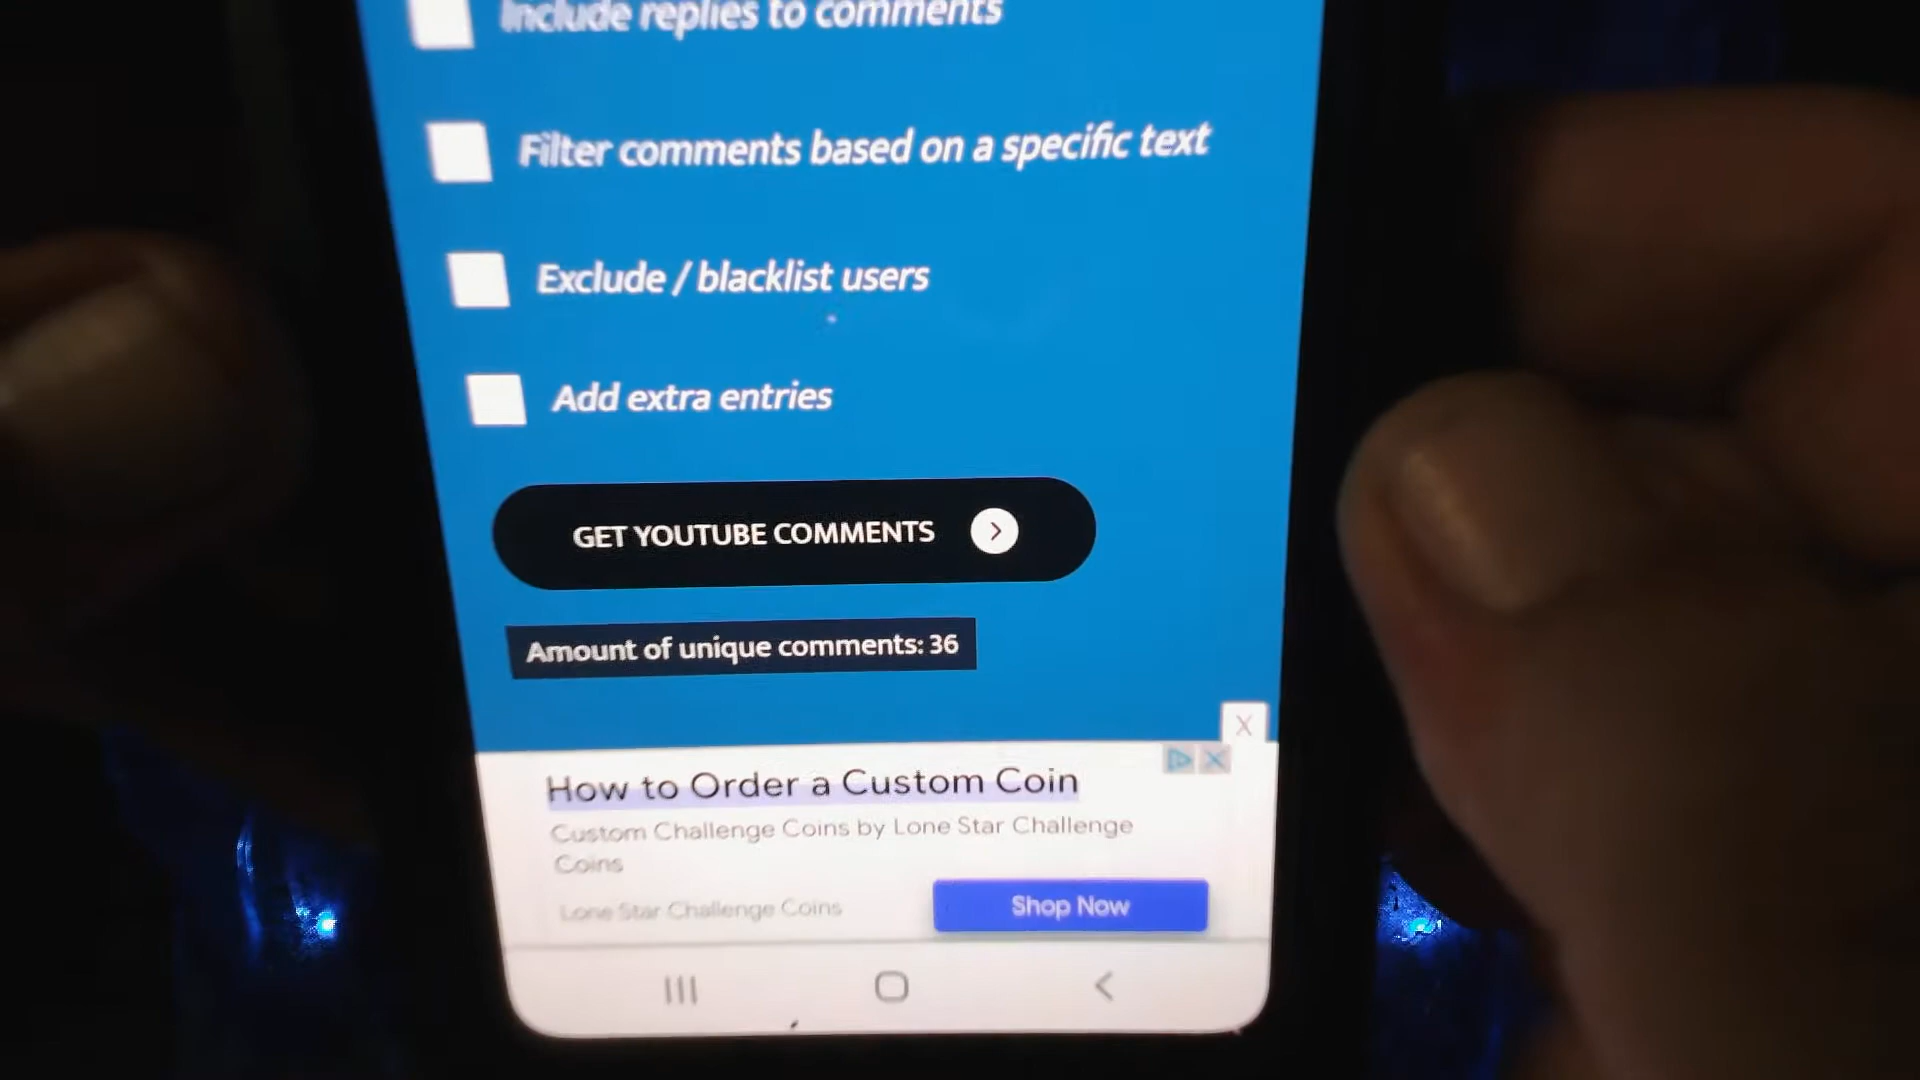 Include replies to comments
Filter comments based on a specific text
Exclude / blacklist users
Add extra entries
GET YOUTUBE COMMENTS
Amount of unique comments: 36
X
How to Order a Custom Coin
Custom Challenge Coins by Lone Star Challenge
Coins
Lone Star Challenge Coins
Shop Now